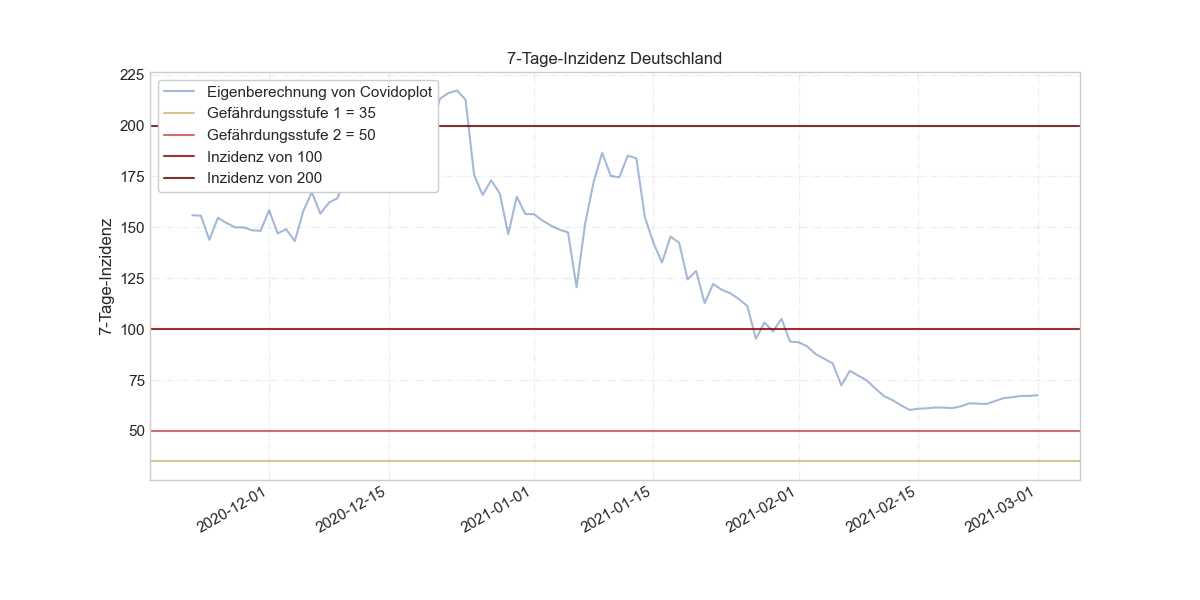 7-Tage-Inzidenz Deutschland
225
200
175
150
125
100
75
50
7-Tage-Inzidenz
Eigenberechnung von Covidoplot
Gefährdungsstufe 1 = 35
Gefährdungsstufe 2 = 50
Inzidenz von 100
Inzidenz von 200
2020-12-01
2020-12-15
2021-01-01
2021-01-15
2021-02-01
2021-02-15
2021-03-01